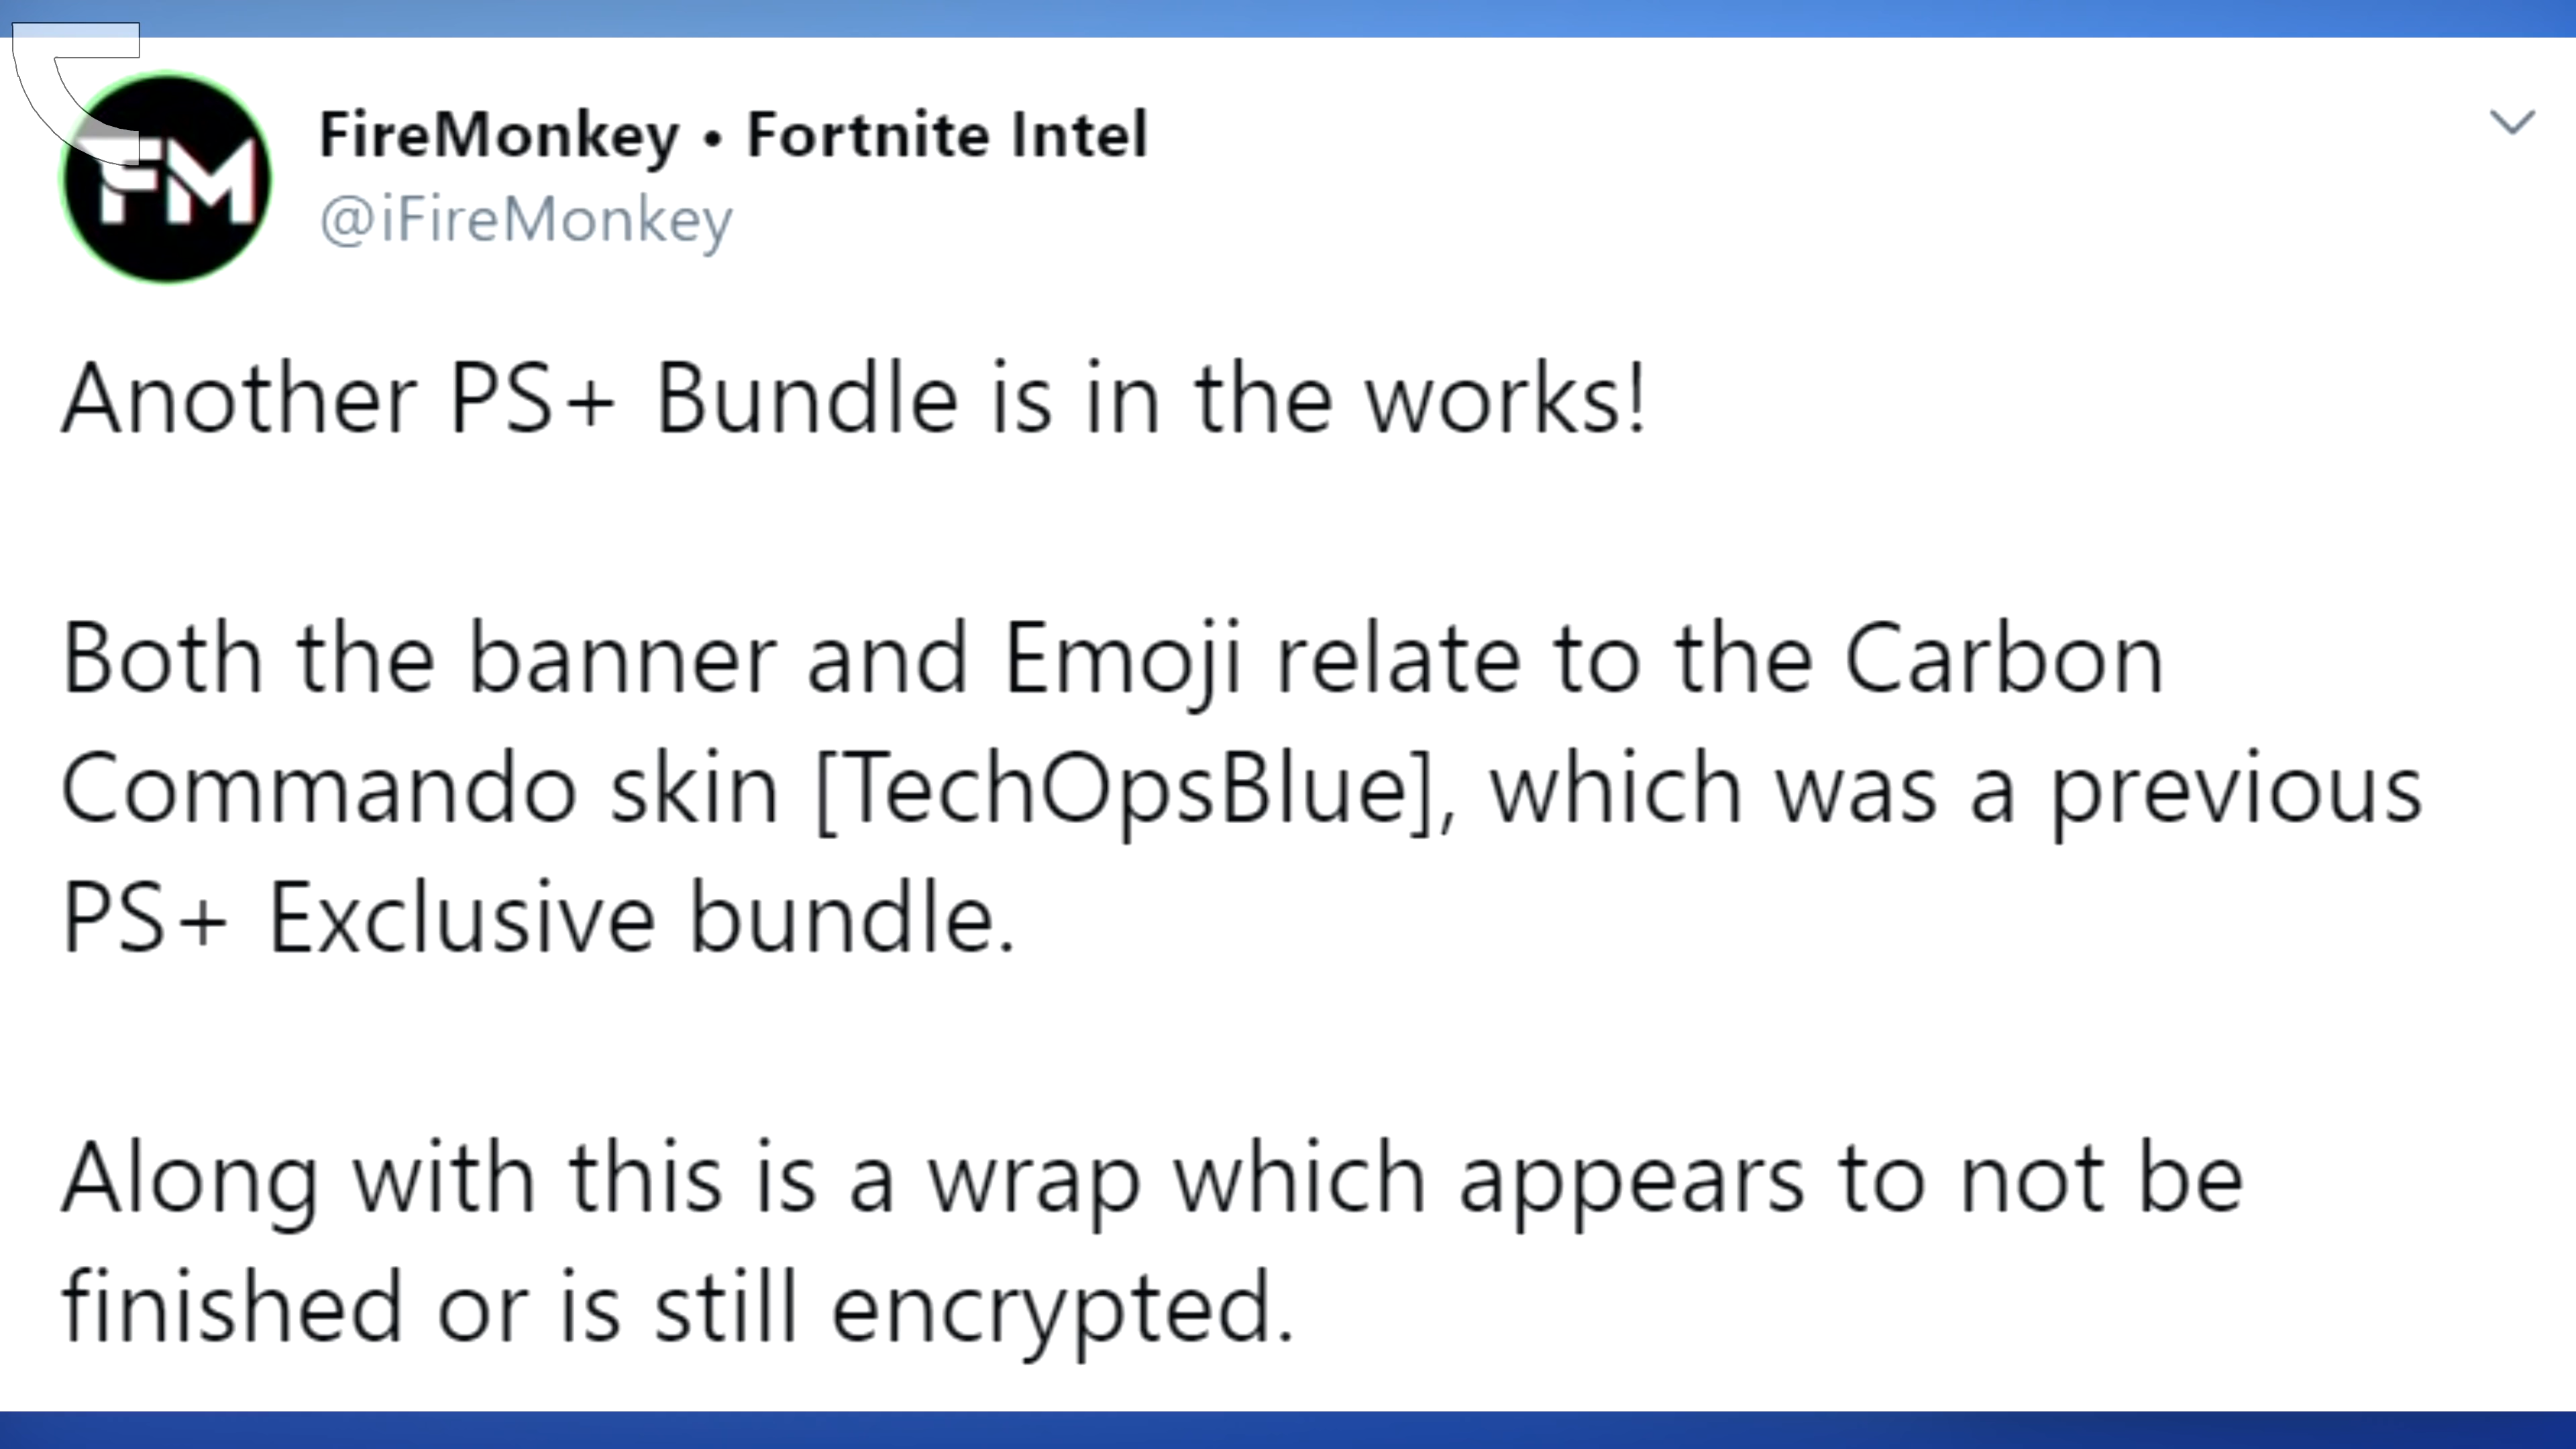 FM
FireMonkey • Fortnite Intel
@iFireMonkey
Another PS+ Bundle is in the works!
Both the banner and Emoji relate to the Carbon
Commando skin [TechOpsBlue], which was a previous
PS+ Exclusive bundle.
Along with this is a wrap which appears to not be
finished or is still encrypted.